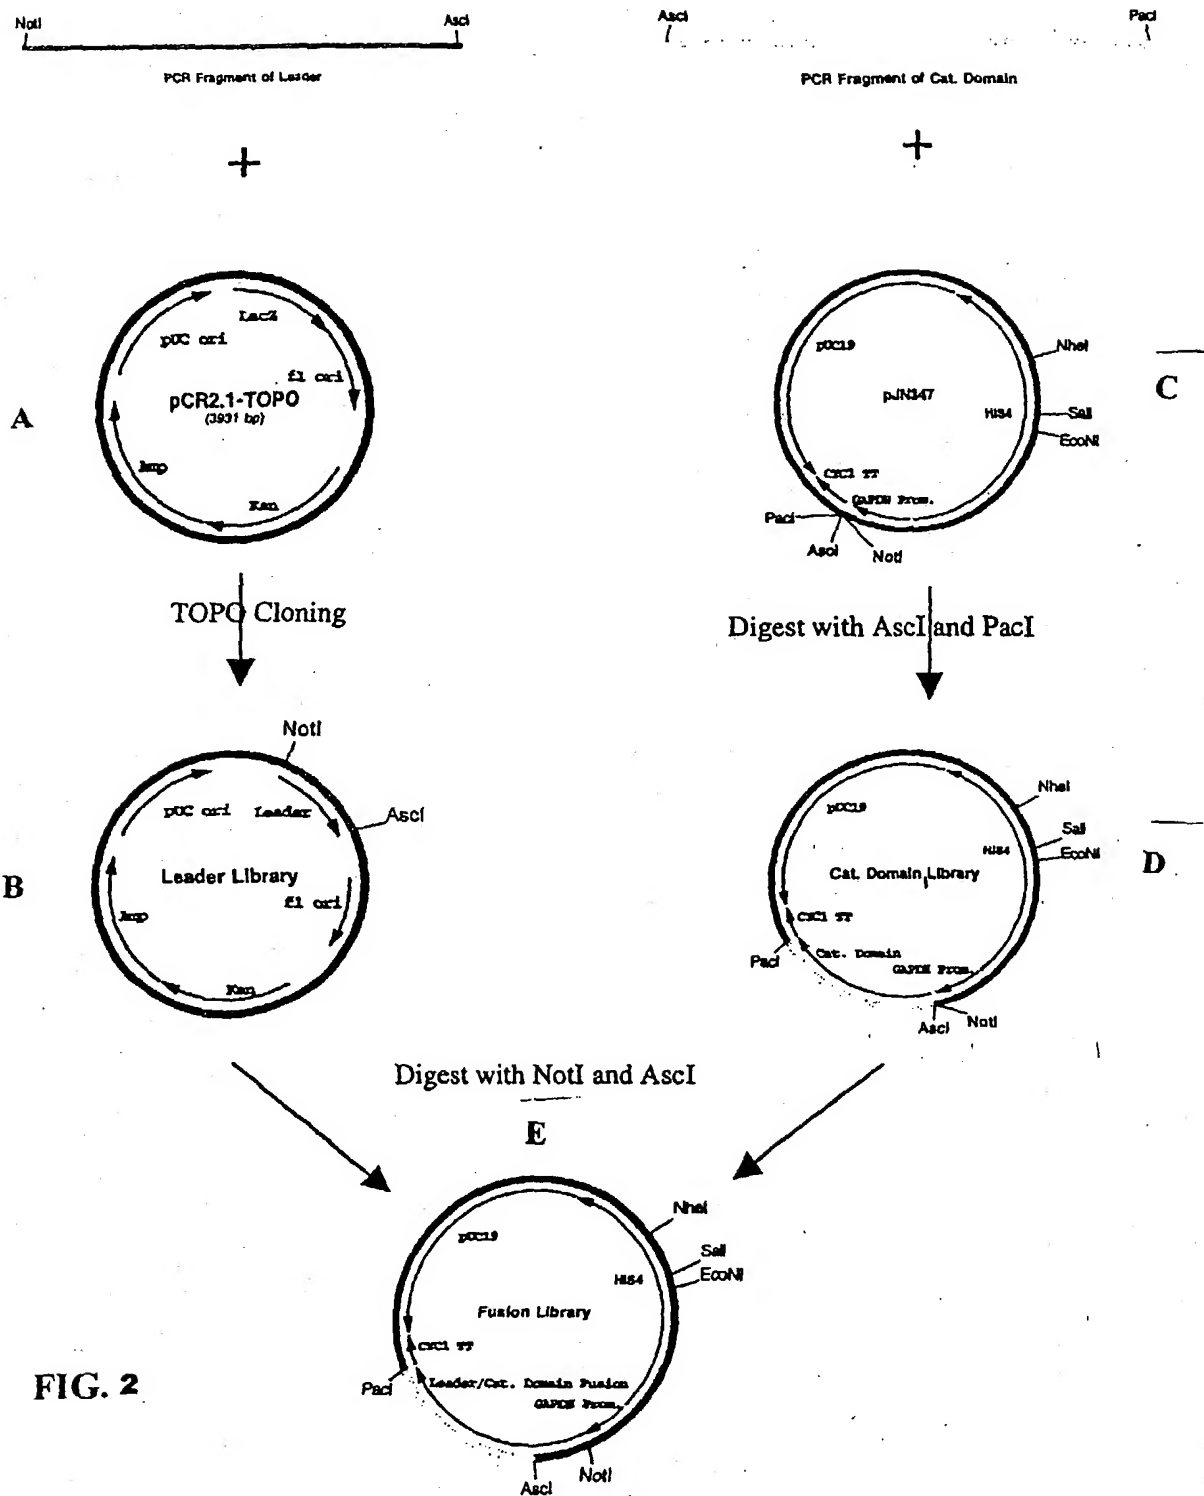 NotI
AscI
PCR Fragment of Leader
AscI
PacI
PCR Fragment of Cat. Domain
+
+
A
pUC ori
LacZ
f1 ori
pCR2.1-TOPO
(3931 bp)
Amp
Kan
pUC19
pJN347
HIS4
NheI
SalI
EcoNI
C
CYC1 TT
GAPDH Prom.
PacI
AscI
NotI
TOPO Cloning
Digest with AscI and PacI
B
NotI
AscI
pUC ori
Leader
Leader Library
f1 ori
Amp
Kan
pUC19
NheI
SalI
EcoNI
HIS4
Cat. Domain Library
D
CYC1 TT
Cat. Domain
GAPDH Prom.
PacI
AscI
NotI
Digest with NotI and AscI
E
pUC19
NheI
SalI
EcoNI
HIS4
Fusion Library
CYC1 TT
Leader/Cat. Domain Fusion
GAPDH Prom.
PacI
AscI
NotI
FIG. 2